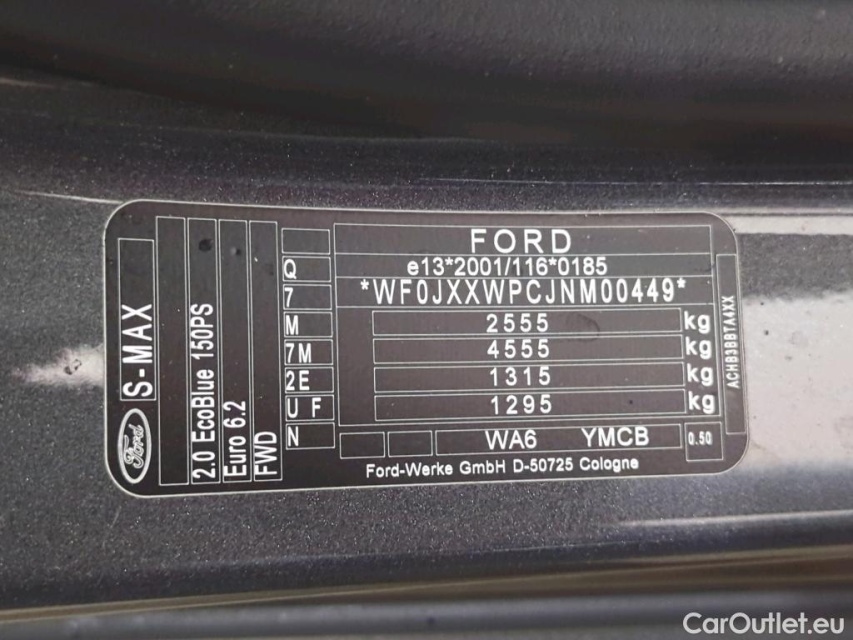 FORD
e13*2001/116*0185
*WF0JXXWPCJNM00449*
2555 kg
4555 kg
1315 kg
1295 kg
WA6 YMCB 0.50
Ford-Werke GmbH D-50725 Cologne
Q
7
M
7M
2E
U F
N
S-MAX
Ford
2.0 EcoBlue 150PS
Euro 6.2
FWD
ACHB3BBTA4XX
CarOutlet.eu